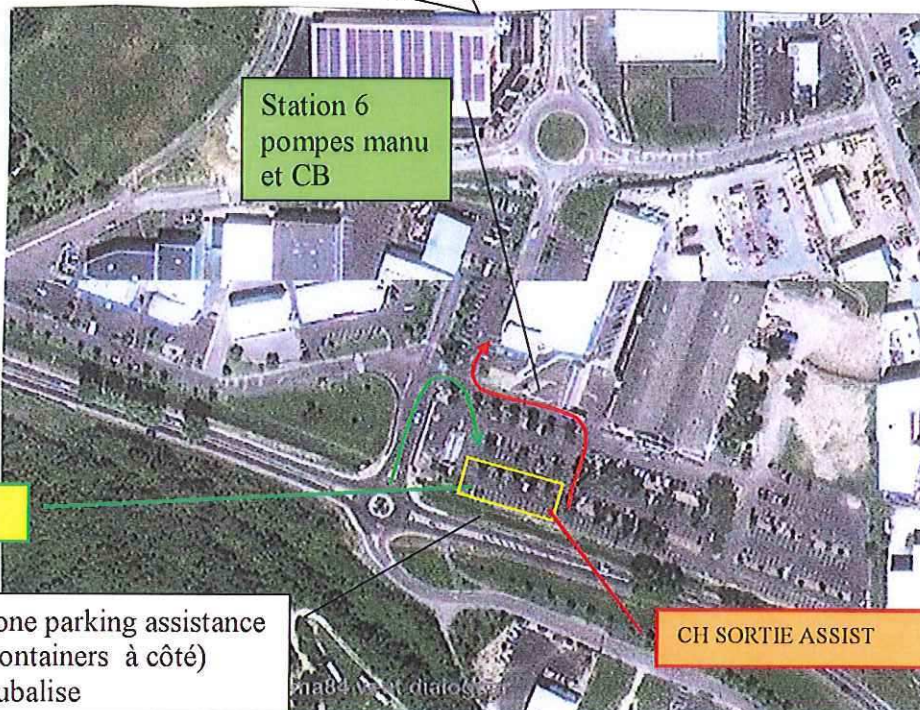 Station 6
pompes manu
et CB
one parking assistance
ontainers à côté)
ubalise
CH SORTIE ASSIST